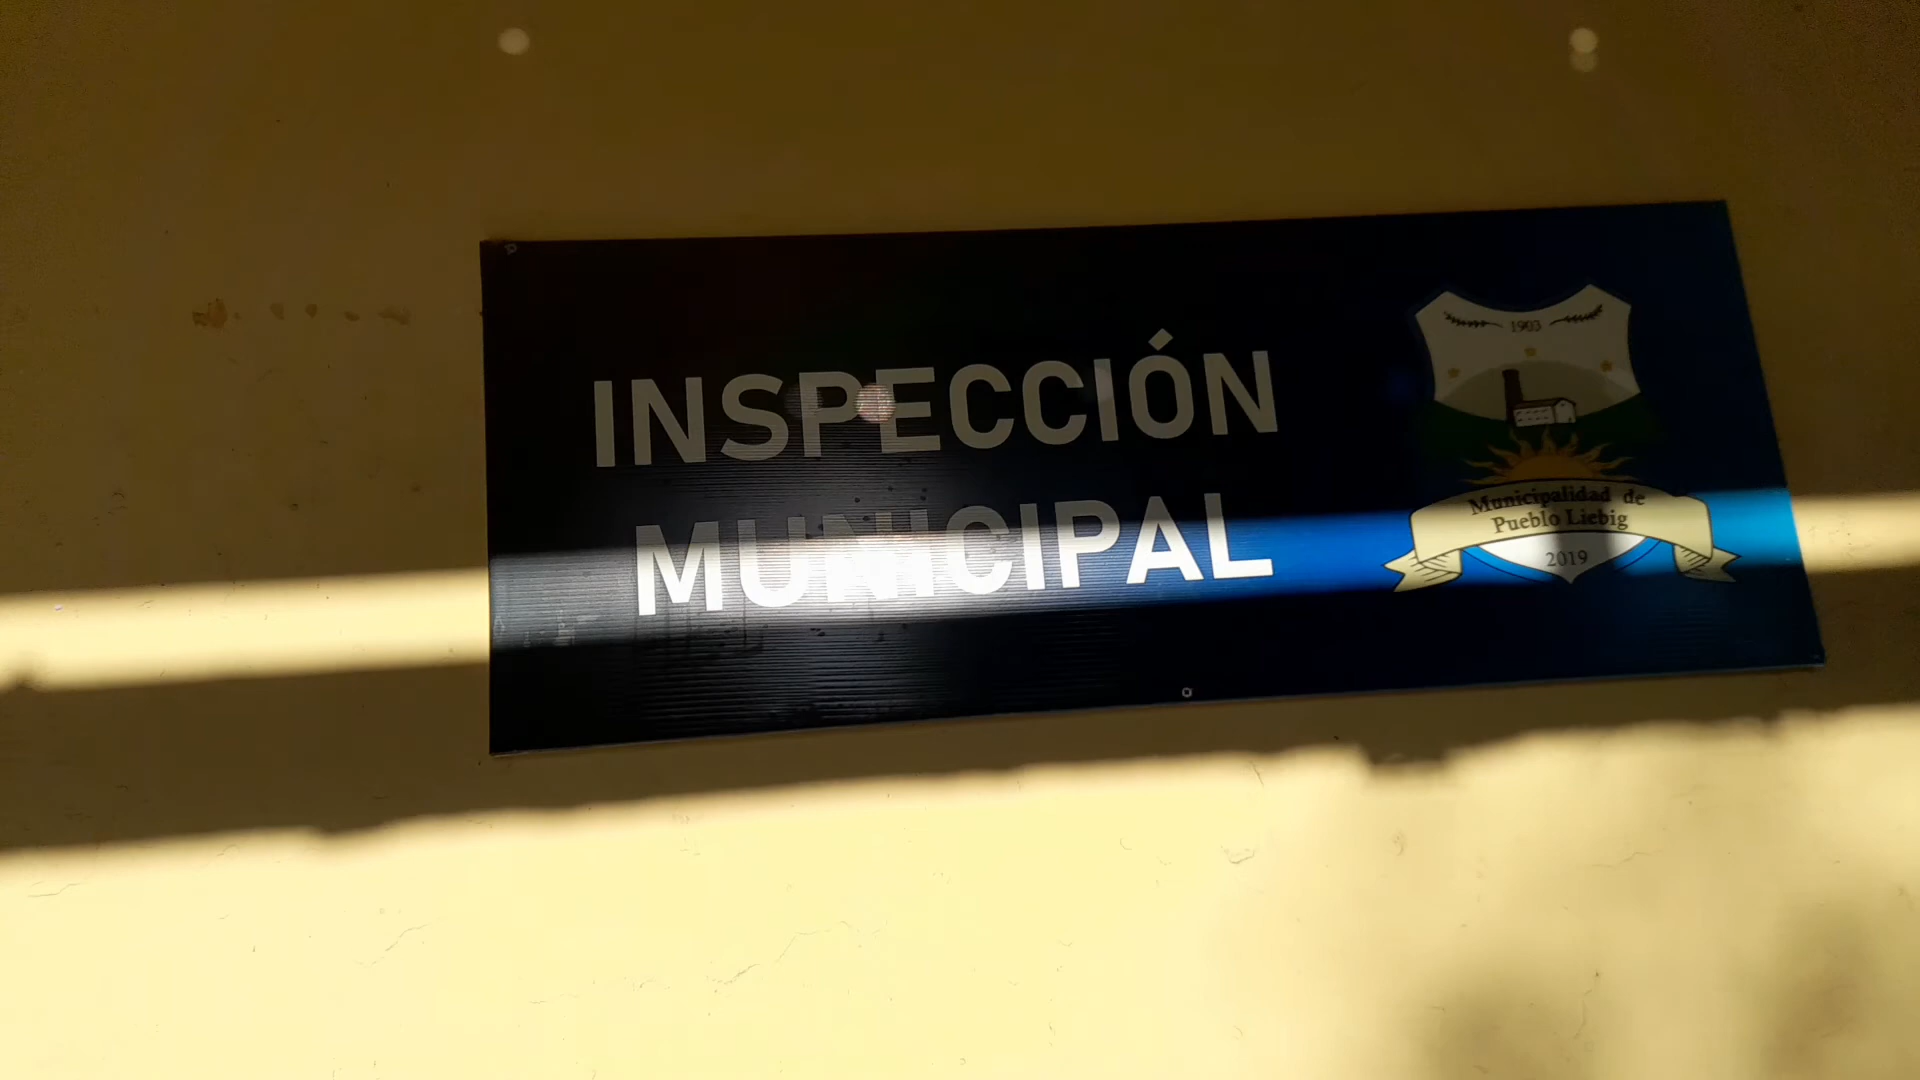 INSPECCIÓN
MUNICIPAL
1903
Municipalidad de
Pueblo Liebig
2019